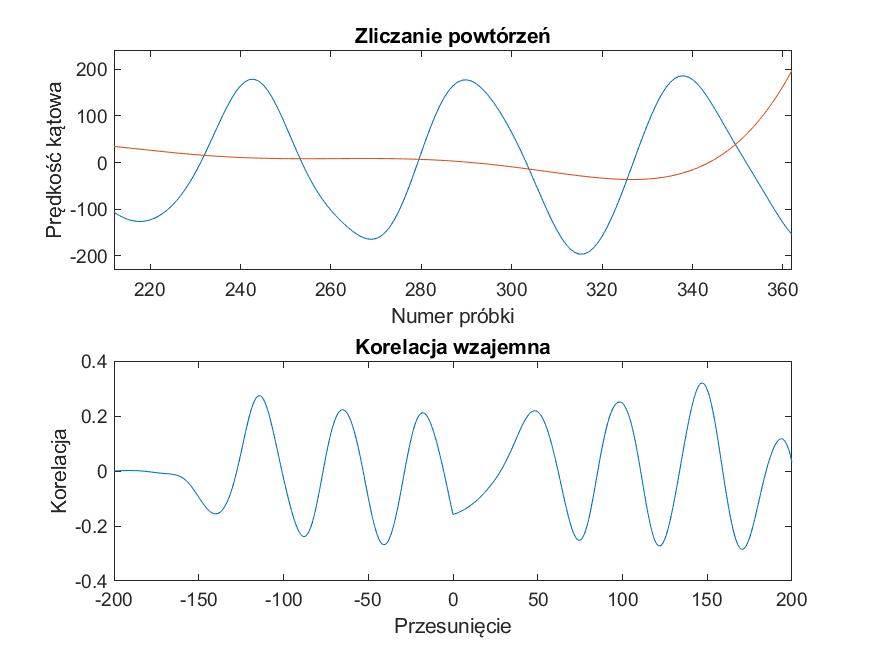 Zliczanie powtórzeń
200
100
0
-100
-200
Prędkość kątowa
220 240 260 280 300 320 340 360
Numer próbki
Korelacja wzajemna
0.4
0.2
0
-0.2
-0.4
Korelacja
-200 -150 -100 -50 0 50 100 150 200
Przesunięcie